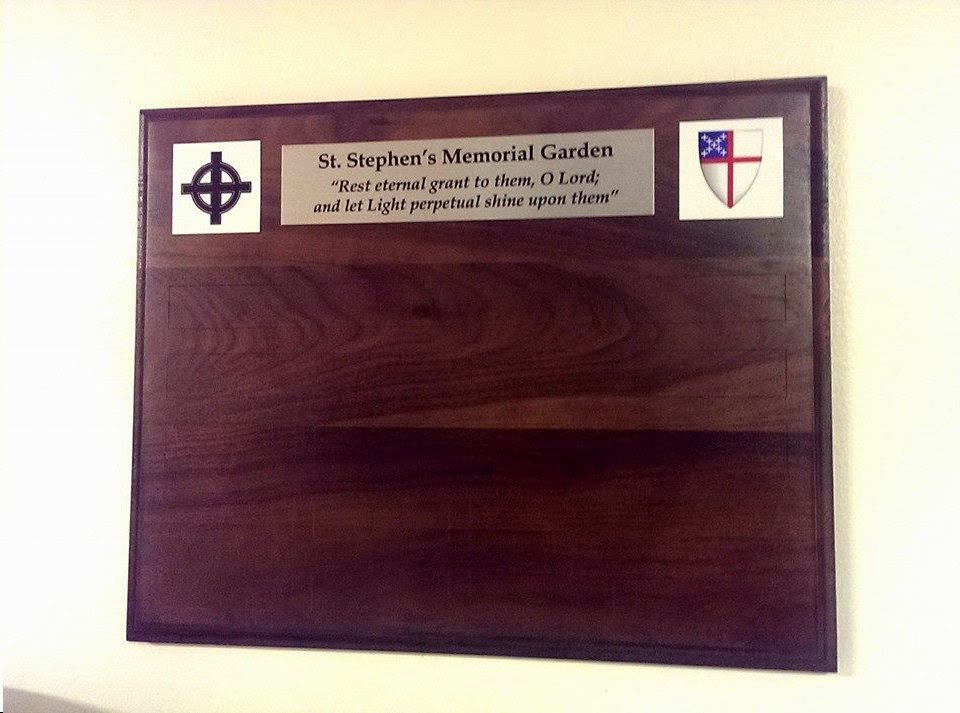 St. Stephen's Memorial Garden
“Rest eternal grant to them, O Lord;
and let Light perpetual shine upon them”